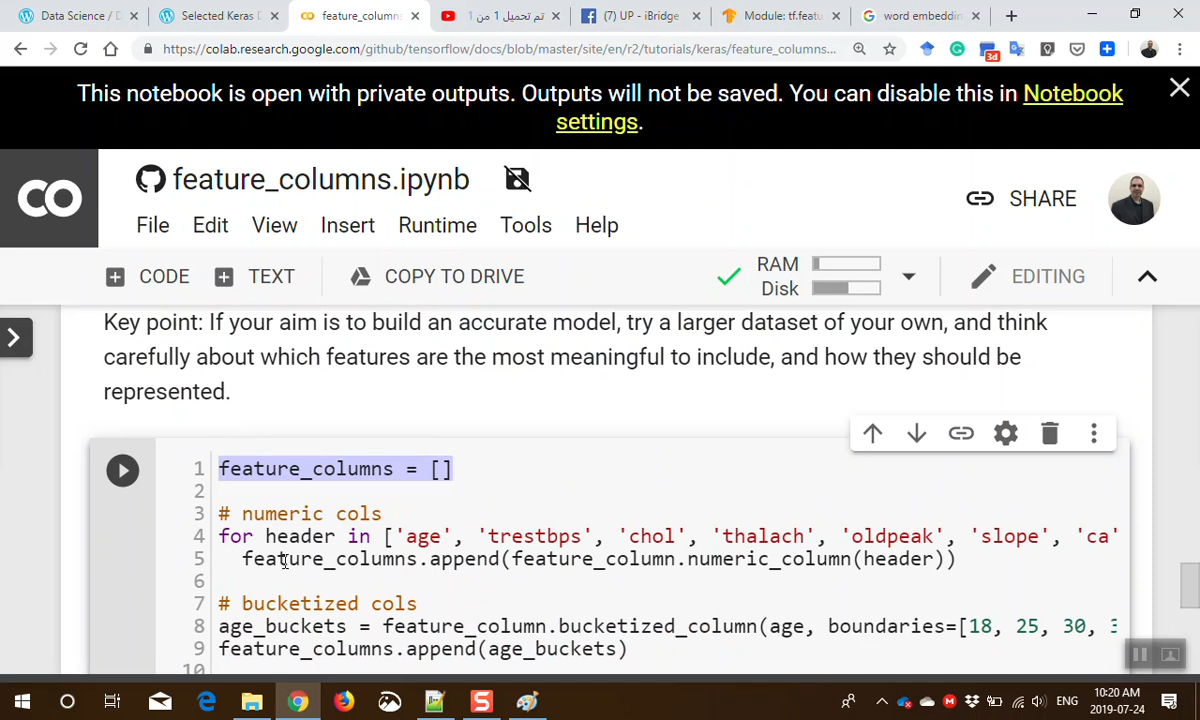 Data Science / D
Selected Keras D
feature_columns
تم تحميل 1 من 1
(7) UP - iBridge
Module: tf.featu
word embeddin
https://colab.research.google.com/github/tensorflow/docs/blob/master/site/en/r2/tutorials/keras/feature_columns...
3d
This notebook is open with private outputs. Outputs will not be saved. You can disable this in Notebook
settings.
CO
feature_columns.ipynb
SHARE
File Edit View Insert Runtime Tools Help
CODE TEXT COPY TO DRIVE
RAM
Disk
EDITING
Key point: If your aim is to build an accurate model, try a larger dataset of your own, and think
carefully about which features are the most meaningful to include, and how they should be
represented.
1 feature_columns = []
2
3 # numeric cols
4 for header in ['age', 'trestbps', 'chol', 'thalach', 'oldpeak', 'slope', 'ca'
5 feature_columns.append(feature_column.numeric_column(header))
6
7 # bucketized cols
8 age_buckets = feature_column.bucketized_column(age, boundaries=[18, 25, 30, 3
9 feature_columns.append(age_buckets)
10
ENG
10:20 AM
2019-07-24